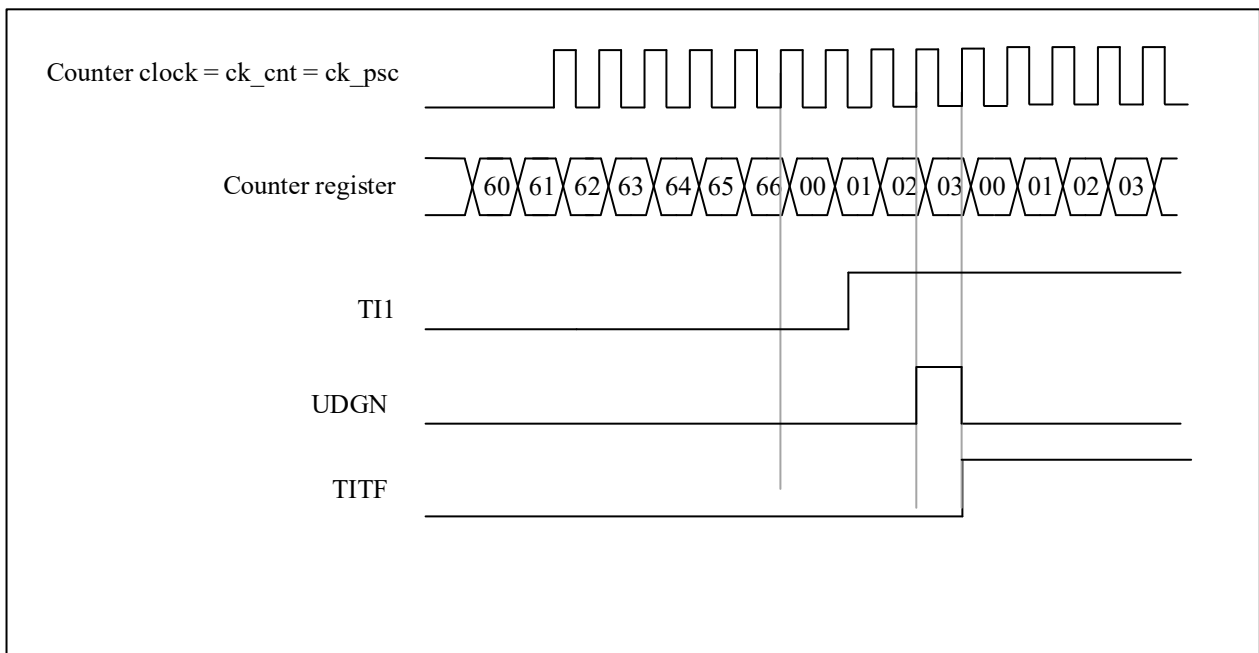 Counter clock = ck_cnt = ck_psc
Counter register
60 61 62 63 64 65 66 00 01 02 03 00 01 02 03
TI1
UDGN
TITF